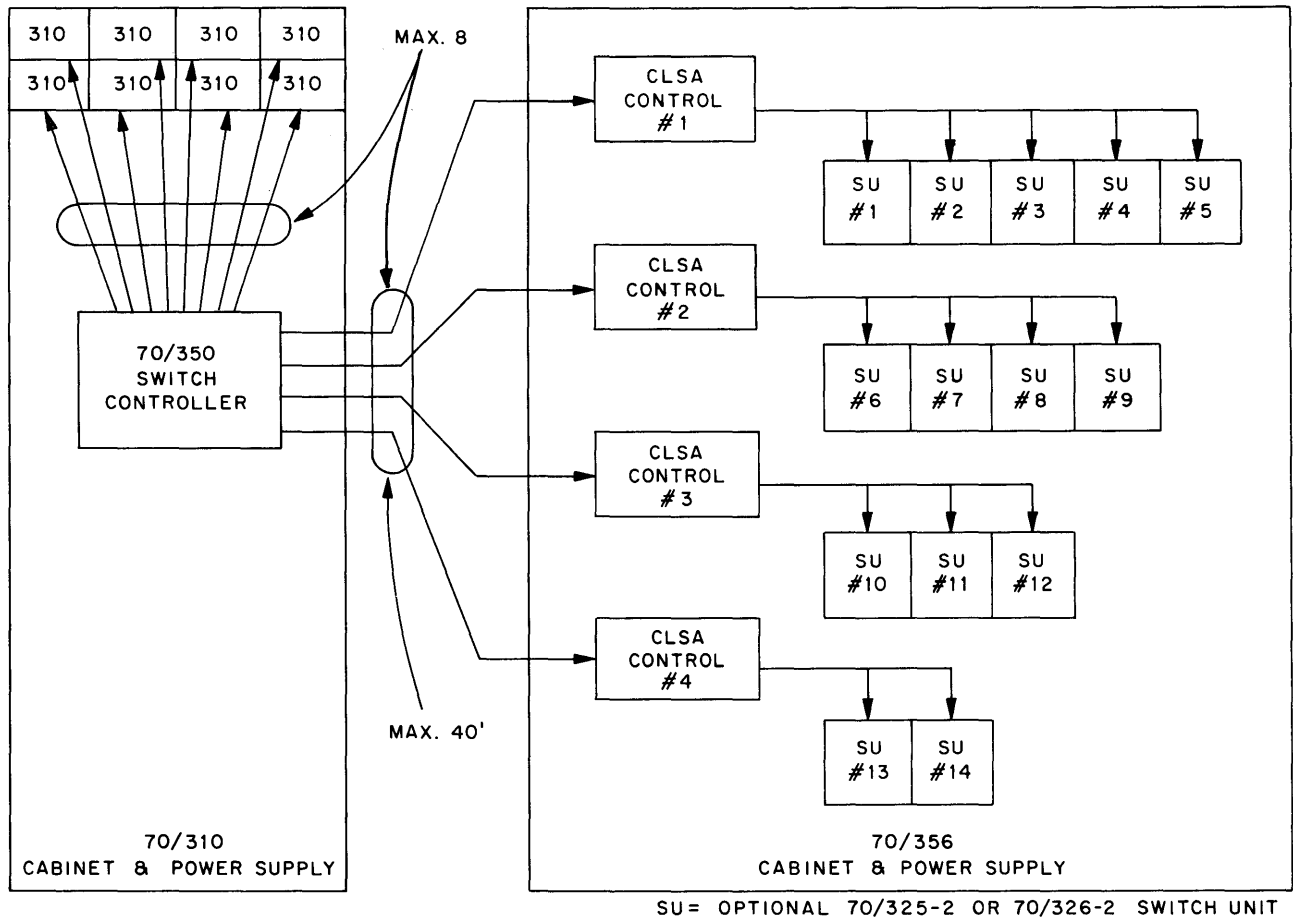 310 310 310 310
310 310 310 310
MAX. 8
70/350
SWITCH
CONTROLLER
MAX. 40'
70/310
CABINET & POWER SUPPLY
CLSA
CONTROL
#1
SU SU SU SU SU
#1 #2 #3 #4 #5
CLSA
CONTROL
#2
SU SU SU SU
#6 #7 #8 #9
CLSA
CONTROL
#3
SU SU SU
#10 #11 #12
CLSA
CONTROL
#4
SU SU
#13 #14
70/356
CABINET & POWER SUPPLY
SU= OPTIONAL 70/325-2 OR 70/326-2 SWITCH UNIT